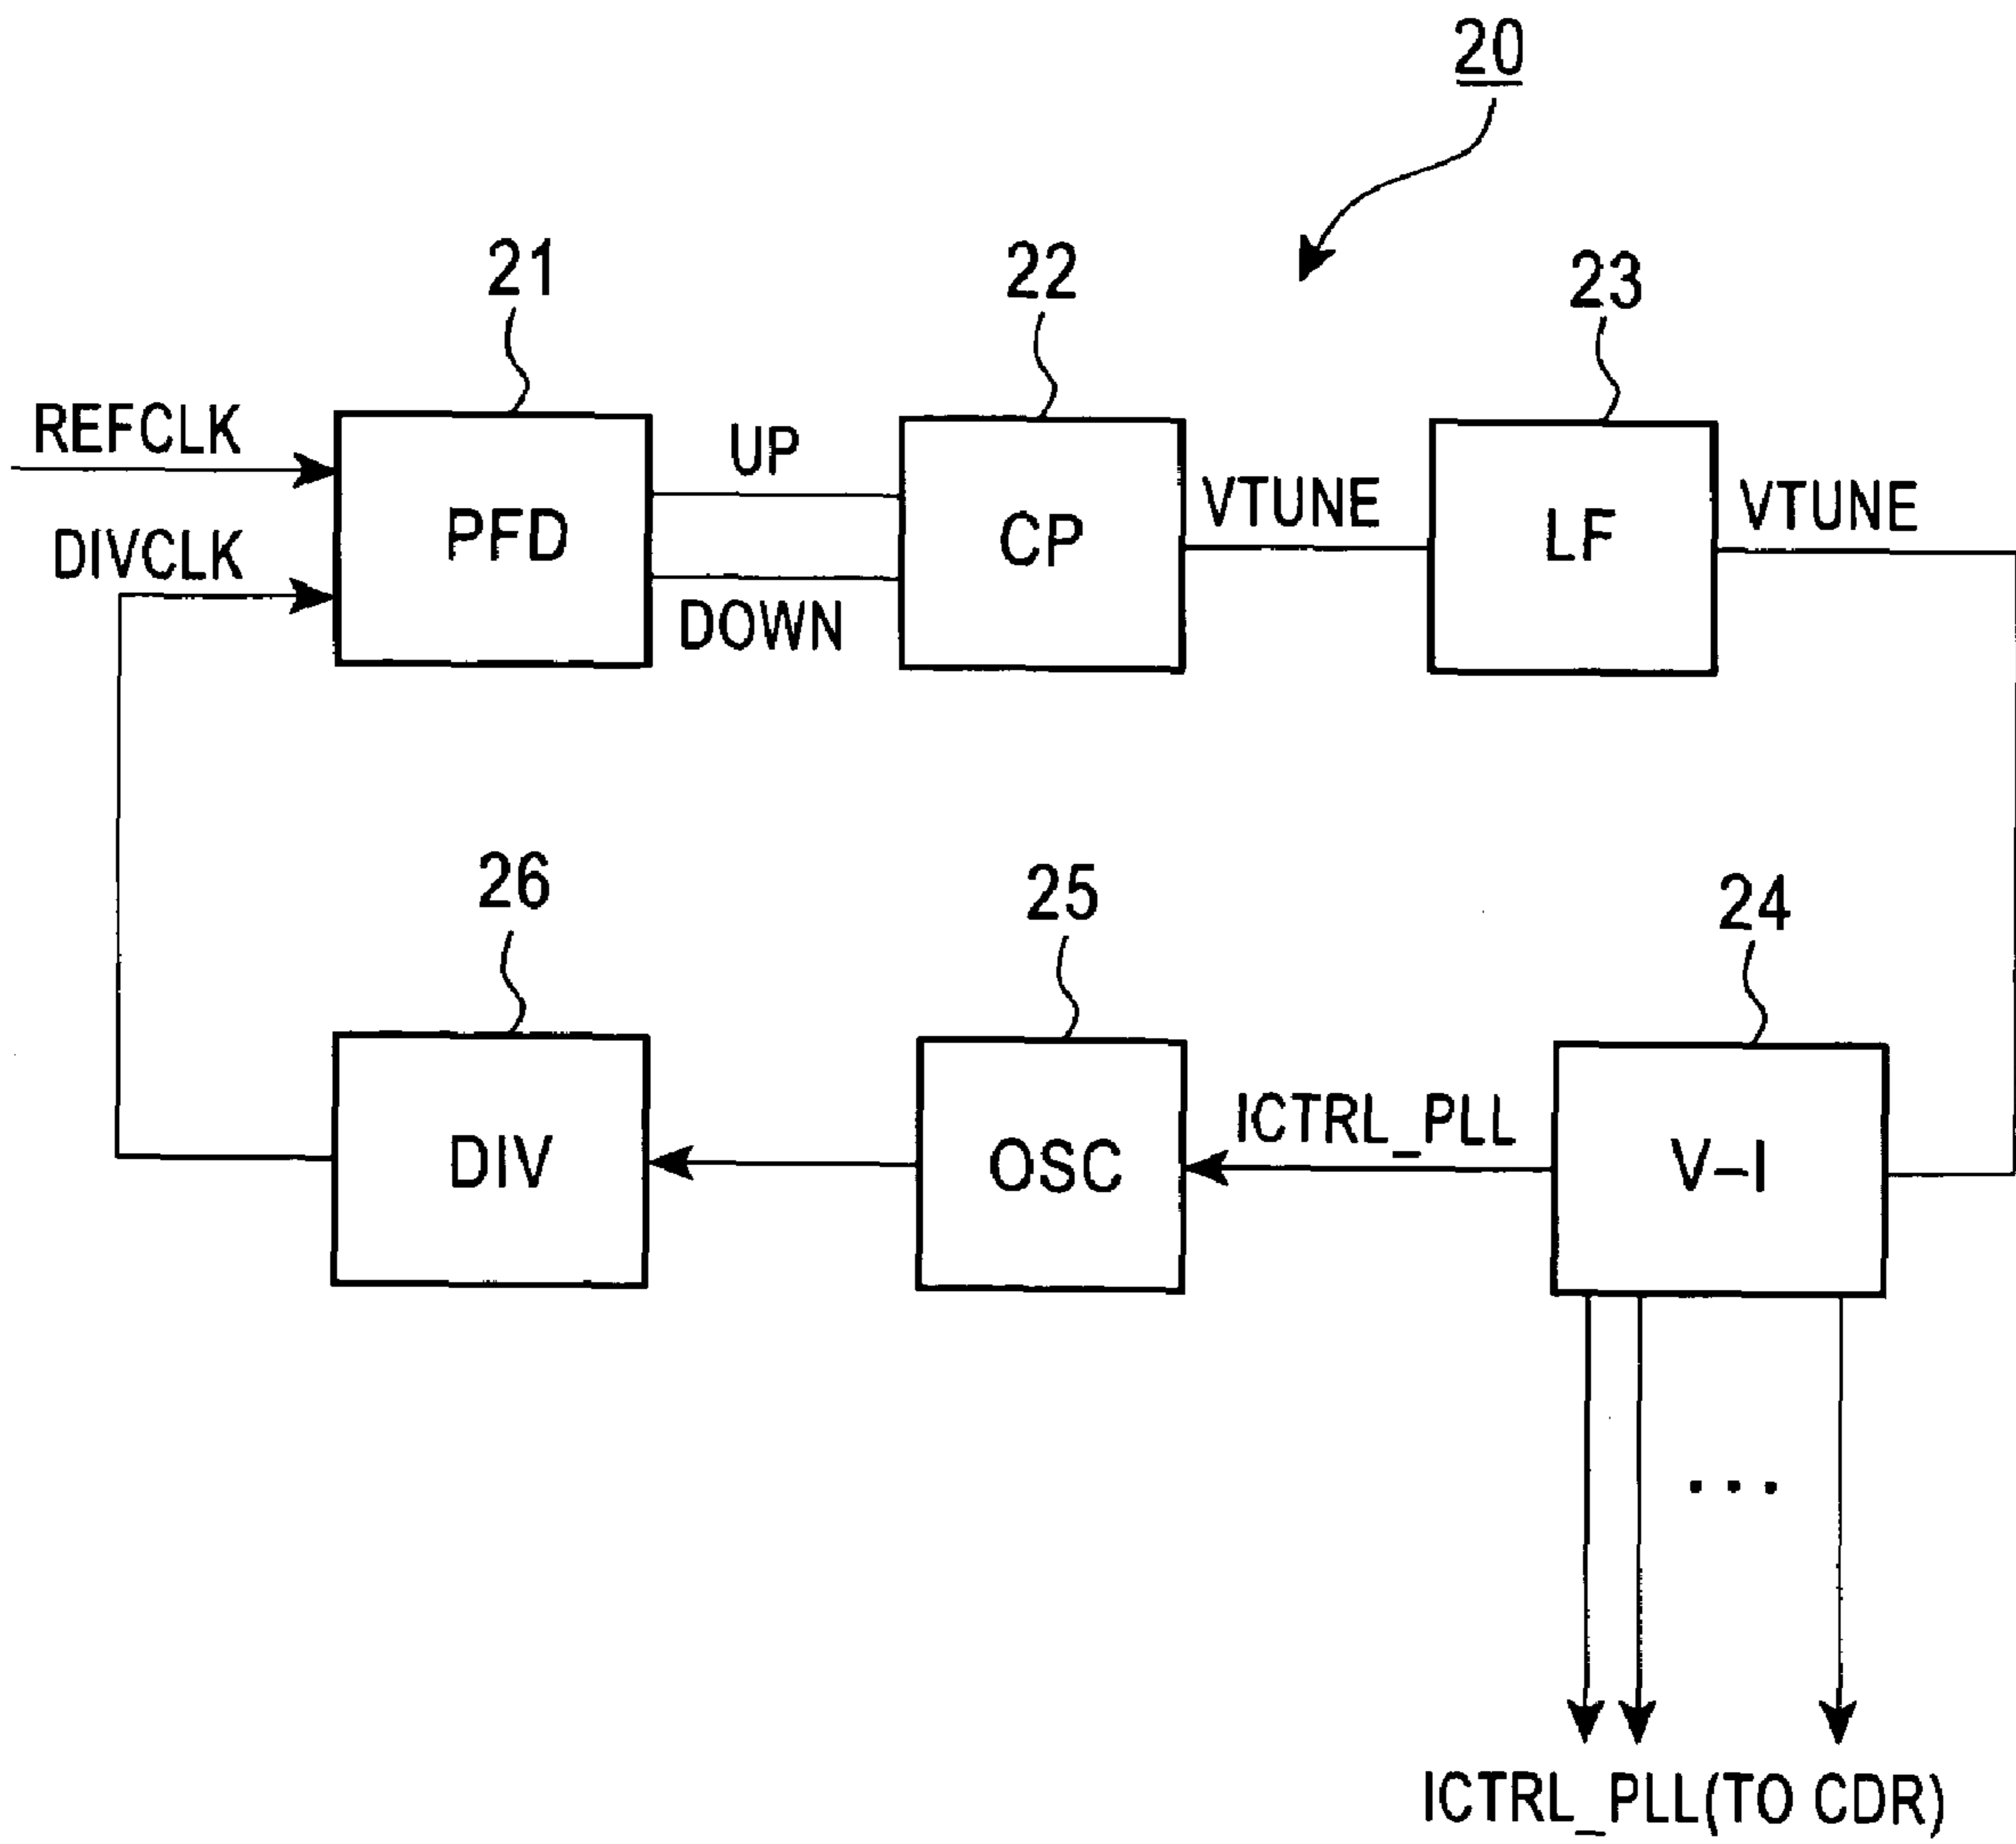 20
21
22
23
REFCLK
UP
PFD
CP
VTUNE
LF
VTUNE
DIVCLK
DOWN
26
25
24
DIV
OSC
ICTRL_PLL
V-I
...
ICTRL_PLL(TO CDR)